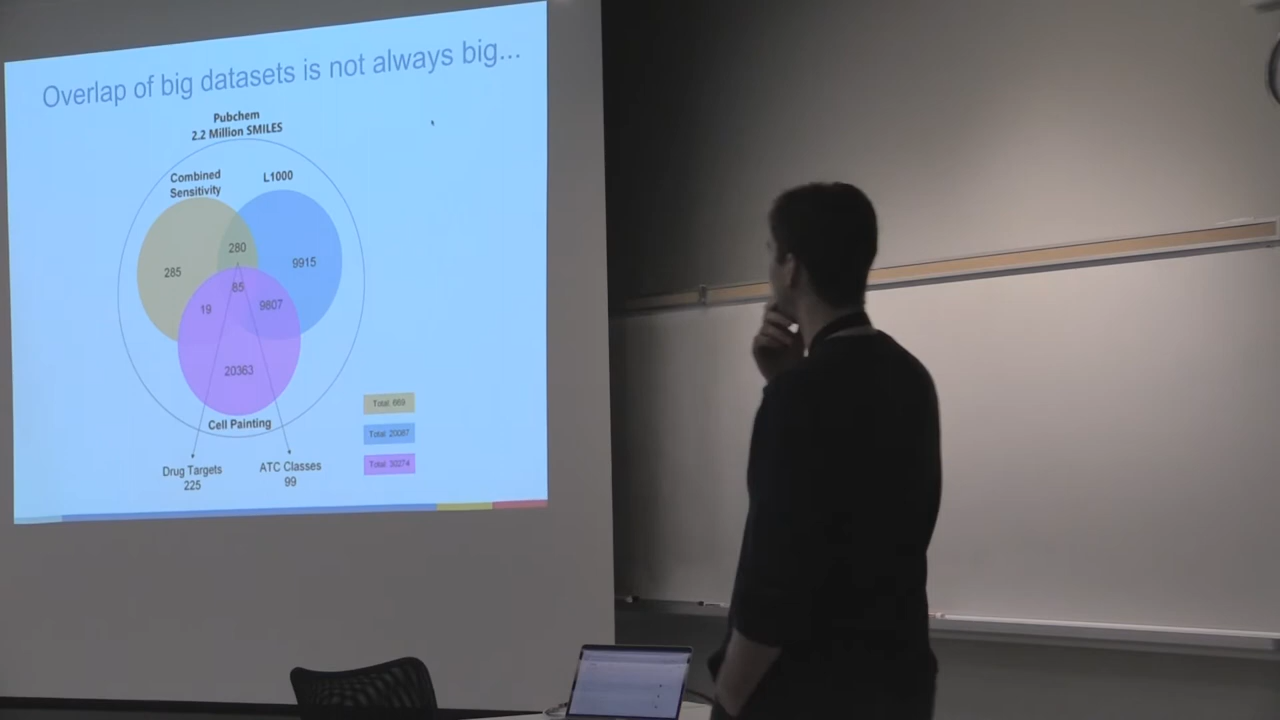 Overlap of big datasets is not always big...
Pubchem
2.2 Million SMILES
Combined
Sensitivity
L1000
280
285
9915
85
19
9807
20363
Cell Painting
Total: 669
Total: 20087
Total: 30274
Drug Targets
225
ATC Classes
99